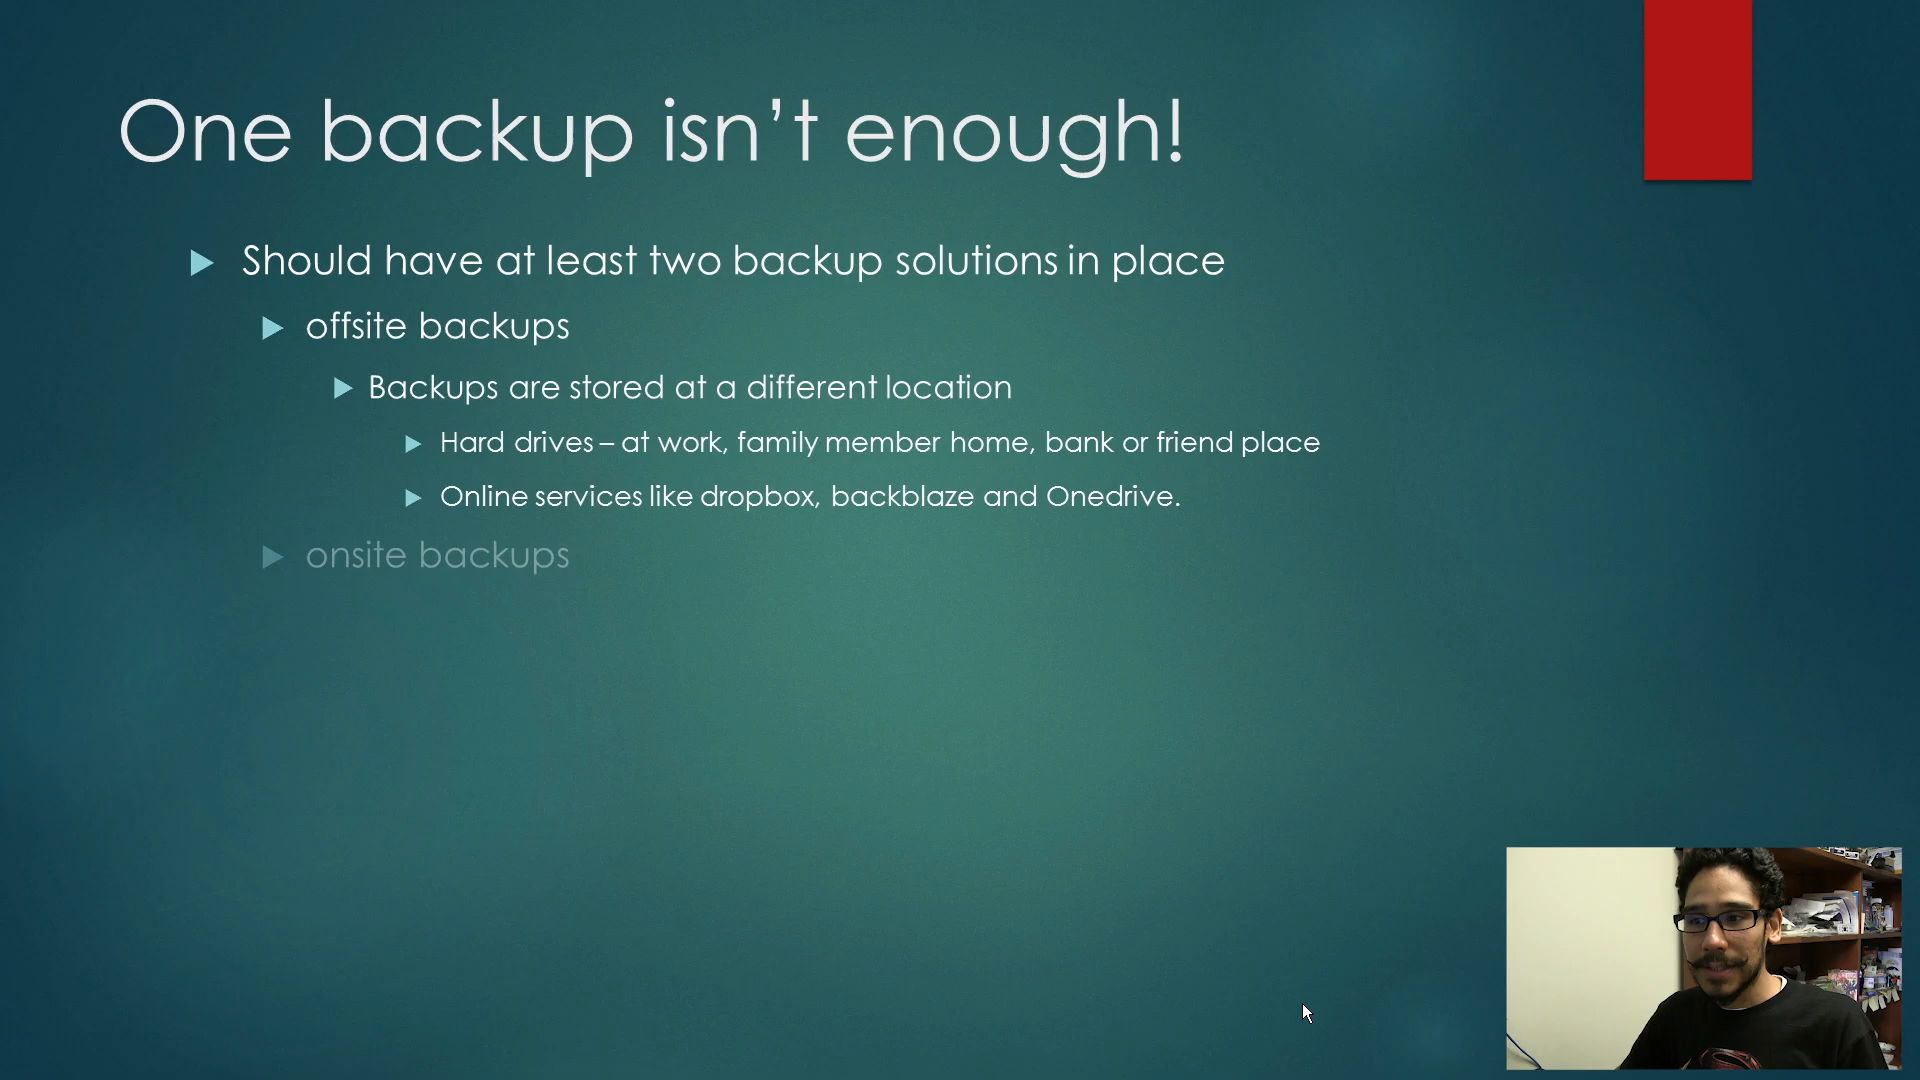 One backup isn’t enough!
Should have at least two backup solutions in place
offsite backups
Backups are stored at a different location
Hard drives – at work, family member home, bank or friend place
Online services like dropbox, backblaze and Onedrive.
onsite backups